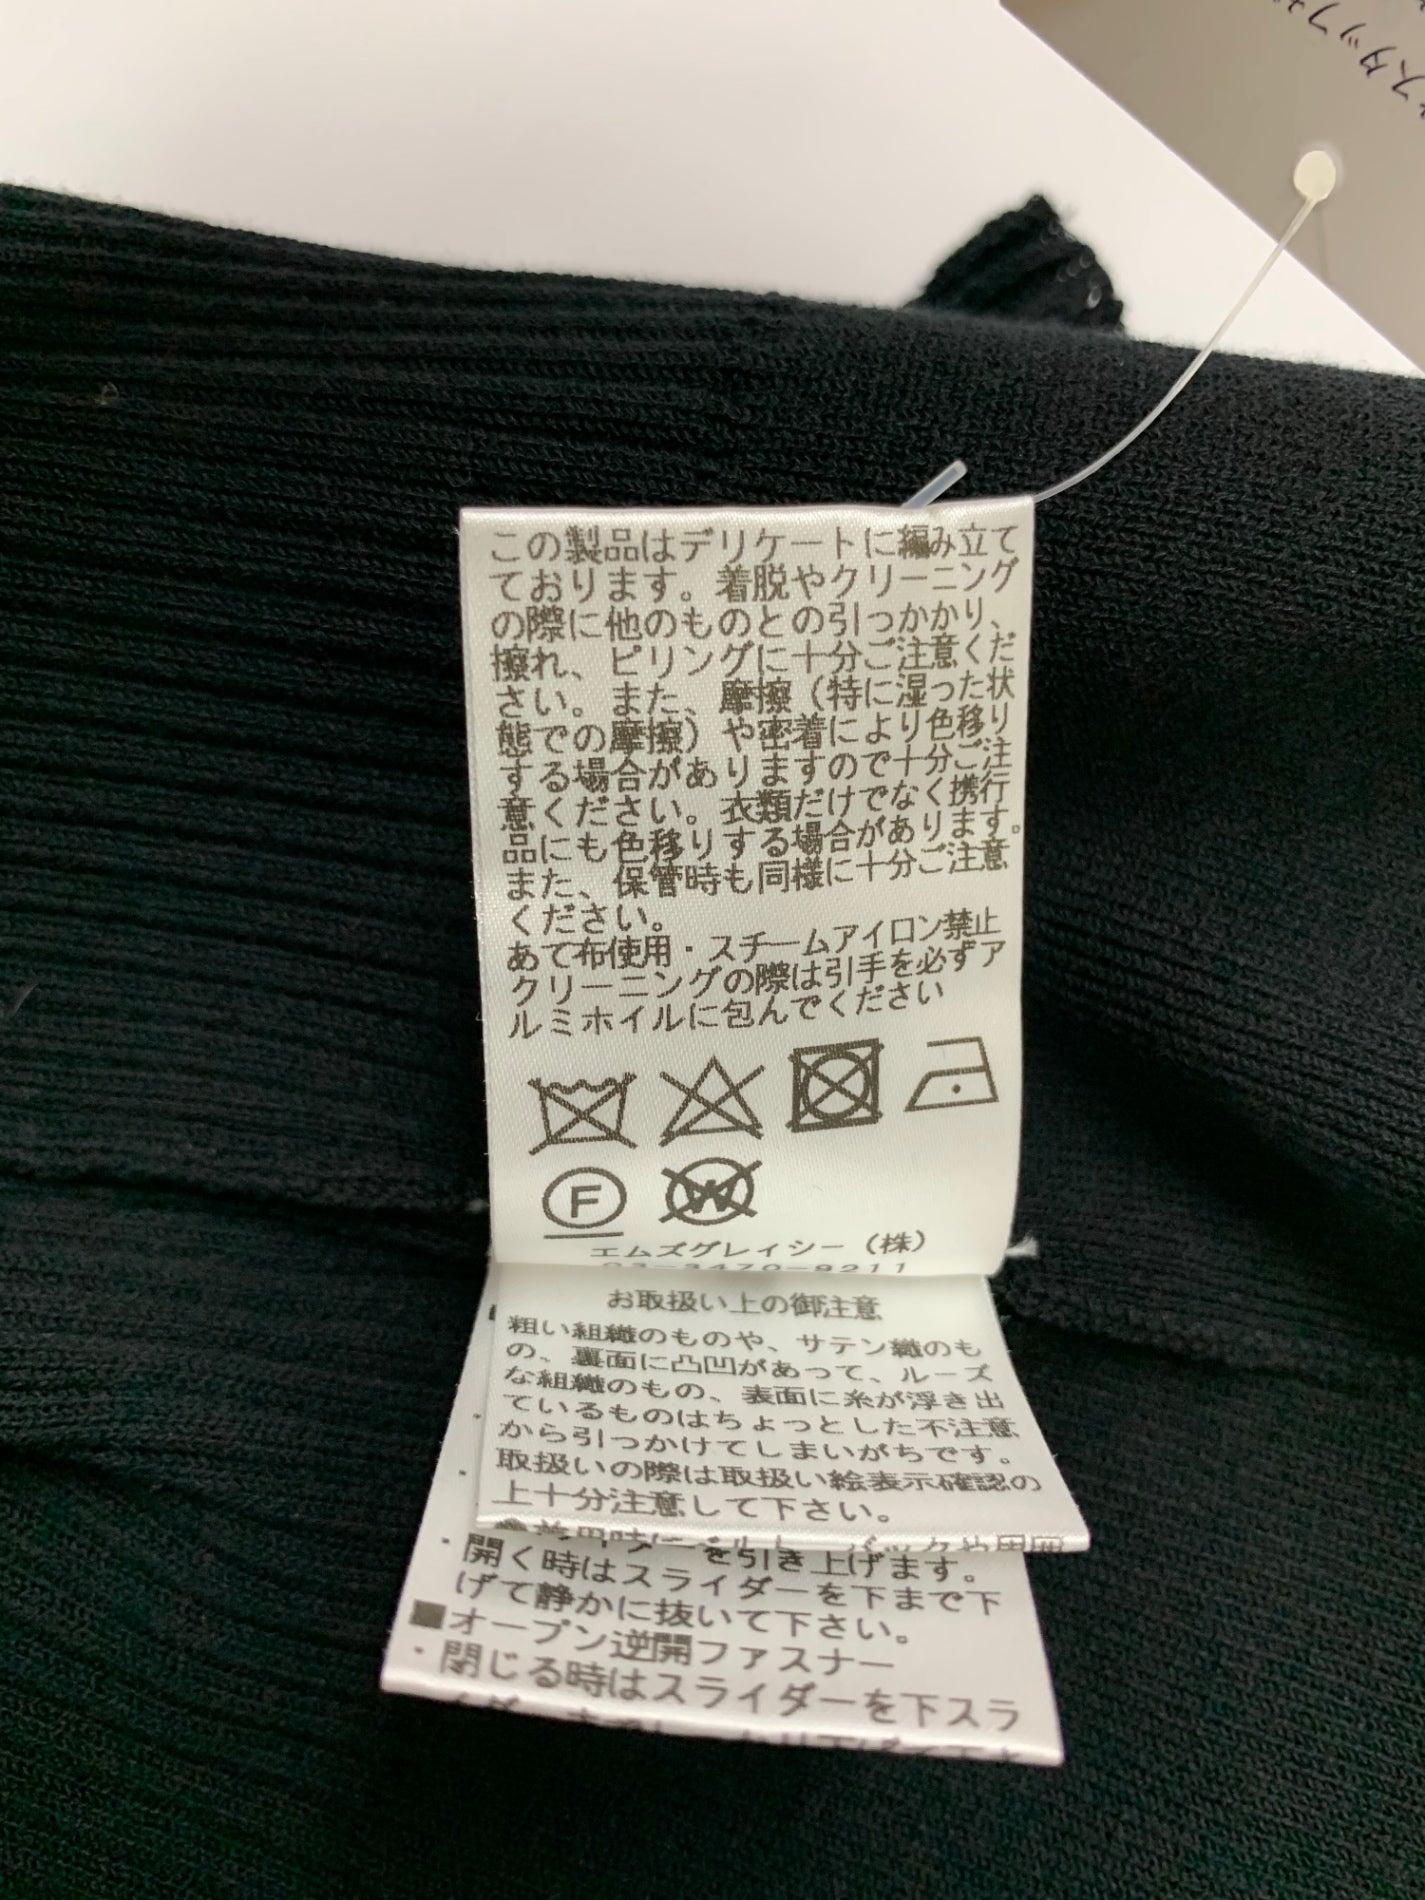 スタッフ
この製品はデリケートに編み立て
ております。着脱やクリーニング
の際に他のものとの引っかかり、
擦れ、ピリングに十分ご注意くだ
さい。また、摩擦（特に湿った状
態での摩擦）や密着により色移り
する場合がありますので十分ご注
意ください。衣類だけでなく携行
品にも色移りする場合があります。
また、保管時も同様に十分ご注意
ください。
あて布使用・スチームアイロン禁止
クリーニングの際は引手を必ずア
ルミホイルに包んでください
F W
エムズグレィシー（株）
03-3470-9211
お取扱い上の御注意
粗い組織のものや、サテン織のも
の、裏面に凸凹があって、ルーズ
な組織のもの、表面に糸が浮き出
ているものはちょっとした不注意
から引っかけてしまいがちです。
取扱いの際は取扱い絵表示確認の
上十分注意して下さい。
を引き上げます。
・開く時はスライダーを下まで下
げて静かに抜いて下さい。
■オープン逆開ファスナー
・閉じる時はスライダーを下スラ